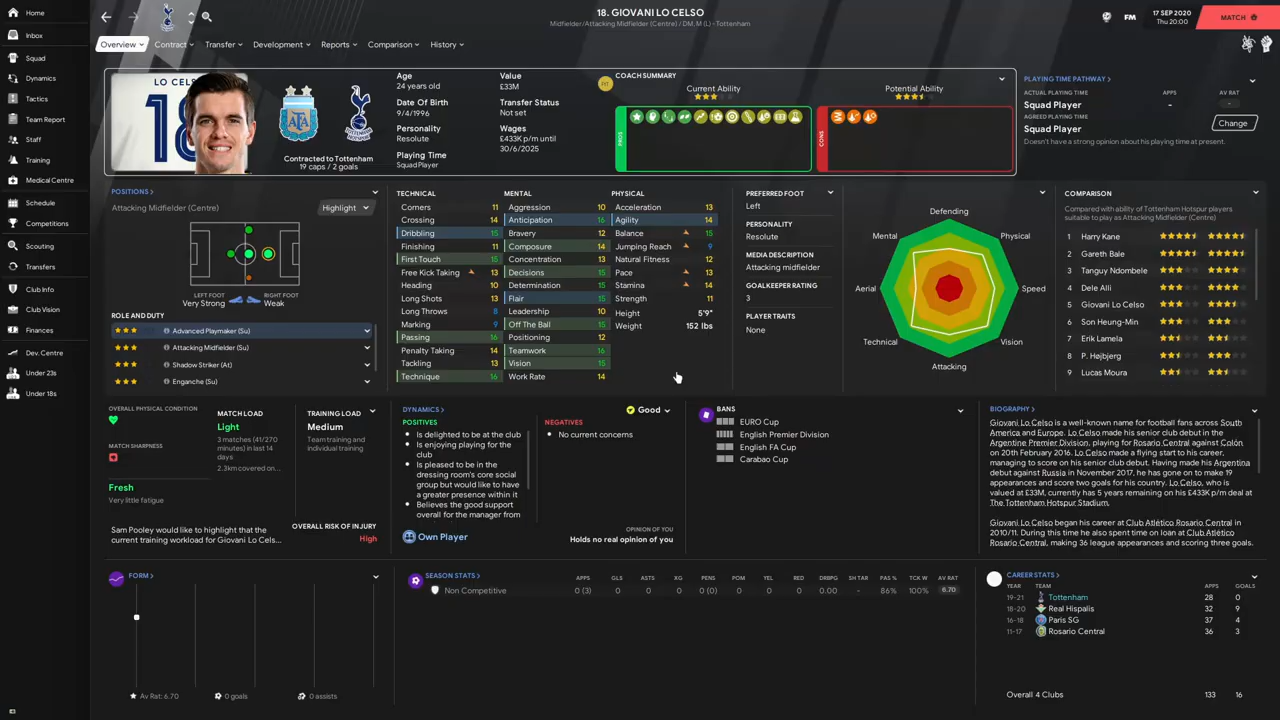 Home
Inbox
Squad
Dynamics
Tactics
Team Report
Staff
Training
Medical Centre
Schedule
Competitions
Scouting
Transfers
Club Info
Club Vision
Finances
Dev. Centre
Under 23s
Under 18s
18. GIOVANI LO CELSO
Midfielder/Attacking Midfielder (Centre) / DM, M (L) - Tottenham
FM
17 SEP 2020
Thu 20:00
MATCH
Overview
Contract
Transfer
Development
Reports
Comparison
History
LO CELS
18
AFA
Contracted to Tottenham
19 caps / 2 goals
Age
24 years old
Date Of Birth
9/4/1996
Personality
Resolute
Playing Time
Squad Player
Value
£33M
Transfer Status
Not set
Wages
£433K p/m until
30/6/2025
COACH SUMMARY
Current Ability
Potential Ability
PROS
CONS
PLAYING TIME PATHWAY >
ACTUAL PLAYING TIME APPS AV RAT
Squad Player - -
AGREED PLAYING TIME
Squad Player
Change
Doesn't have a strong opinion about his playing time at present.
POSITIONS >
Attacking Midfielder (Centre)
Highlight
LEFT FOOT
Very Strong
RIGHT FOOT
Weak
ROLE AND DUTY
Advanced Playmaker (Su)
Attacking Midfielder (Su)
Shadow Striker (At)
Enganche (Su)
TECHNICAL
Corners 11
Crossing 14
Dribbling 15
Finishing 11
First Touch 15
Free Kick Taking 13
Heading 10
Long Shots 13
Long Throws 8
Marking 9
Passing 16
Penalty Taking 14
Tackling 13
Technique 16
MENTAL
Aggression 10
Anticipation 16
Bravery 12
Composure 14
Concentration 13
Decisions 15
Determination 15
Flair 15
Leadership 10
Off The Ball 15
Positioning 12
Teamwork 16
Vision 15
Work Rate 14
PHYSICAL
Acceleration 13
Agility 14
Balance 15
Jumping Reach 9
Natural Fitness 12
Pace 13
Stamina 14
Strength 11
Height 5'9"
Weight 152 lbs
PREFERRED FOOT
Left
PERSONALITY
Resolute
MEDIA DESCRIPTION
Attacking midfielder
GOALKEEPER RATING
3
PLAYER TRAITS
None
Defending
Physical
Speed
Vision
Attacking
Technical
Aerial
Mental
COMPARISON
Compared with ability of Tottenham Hotspur players
suitable to play as Attacking Midfielder (Centre)
1 Harry Kane
2 Gareth Bale
3 Tanguy Ndombele
4 Dele Alli
5 Giovani Lo Celso
6 Son Heung-Min
7 Erik Lamela
8 P. Højbjerg
9 Lucas Moura
OVERALL PHYSICAL CONDITION
MATCH SHARPNESS
Fresh
Very little fatigue
MATCH LOAD
Light
3 matches (41/270
minutes) in last 14
days
2.3km covered on...
TRAINING LOAD
Medium
Team training and
individual training
Sam Pooley would like to highlight that the
current training workload for Giovani Lo Cels...
OVERALL RISK OF INJURY
High
DYNAMICS >
Good
POSITIVES
Is delighted to be at the club
Is enjoying playing for the
club
Is pleased to be in the
dressing room's core social
group but would like to
have a greater presence within it
Believes the good support
overall for the manager from
NEGATIVES
No current concerns
Own Player
OPINION OF YOU
Holds no real opinion of you
BANS
EURO Cup
English Premier Division
English FA Cup
Carabao Cup
BIOGRAPHY
Giovani Lo Celso is a well-known name for football fans across South
America and Europe. Lo Celso made his senior club debut in the
Argentine Premier Division, playing for Rosario Central against Colón
on 20th February 2016. Lo Celso made a flying start to his career,
managing to score on his senior club debut. Having made his Argentina
debut against Russia in November 2017, he has gone on to make 19
appearances and score two goals for his country. Lo Celso, who is
valued at £33M, currently has 5 years remaining on his £433K p/m deal at
The Tottenham Hotspur Stadium.
Giovani Lo Celso began his career at Club Atlético Rosario Central in
2010/11. During this time he also spent time on loan at Club Atlético
Rosario Central, making 36 league appearances and scoring three goals.
FORM >
Av Rat: 6.70
0 goals
0 assists
SEASON STATS >
APPS GLS ASTS XG PENS POM YEL RED DRBPG SH TAR PAS % TCK W AV RAT
Non Competitive 0 (3) 0 0 0 0 (0) 0 0 0 0.00 - 86% 100% 6.70
CAREER STATS >
YEAR TEAM APPS GOALS
19-21 Tottenham 28 0
18-20 Real Hispalis 32 9
16-18 Paris SG 37 4
11-17 Rosario Central 36 3
Overall 4 Clubs 133 16